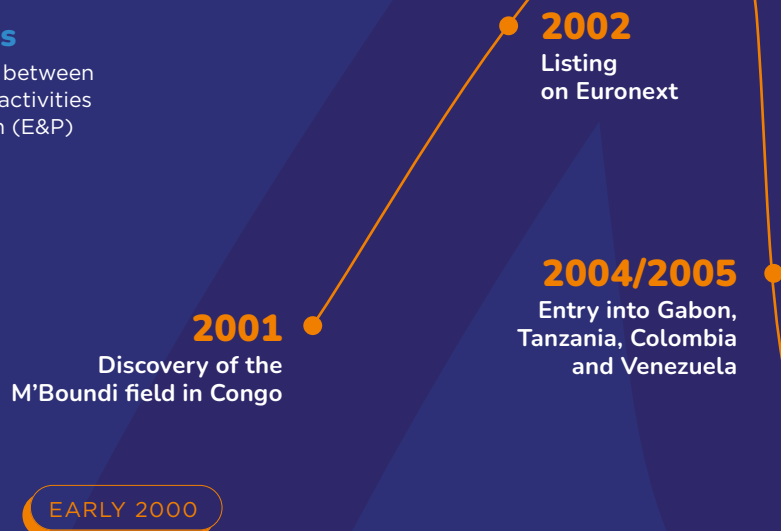 s
between
activities
n (E&P)
2002
Listing
on Euronext
2004/2005
Entry into Gabon,
Tanzania, Colombia
and Venezuela
2001
Discovery of the
M’Boundi field in Congo
EARLY 2000